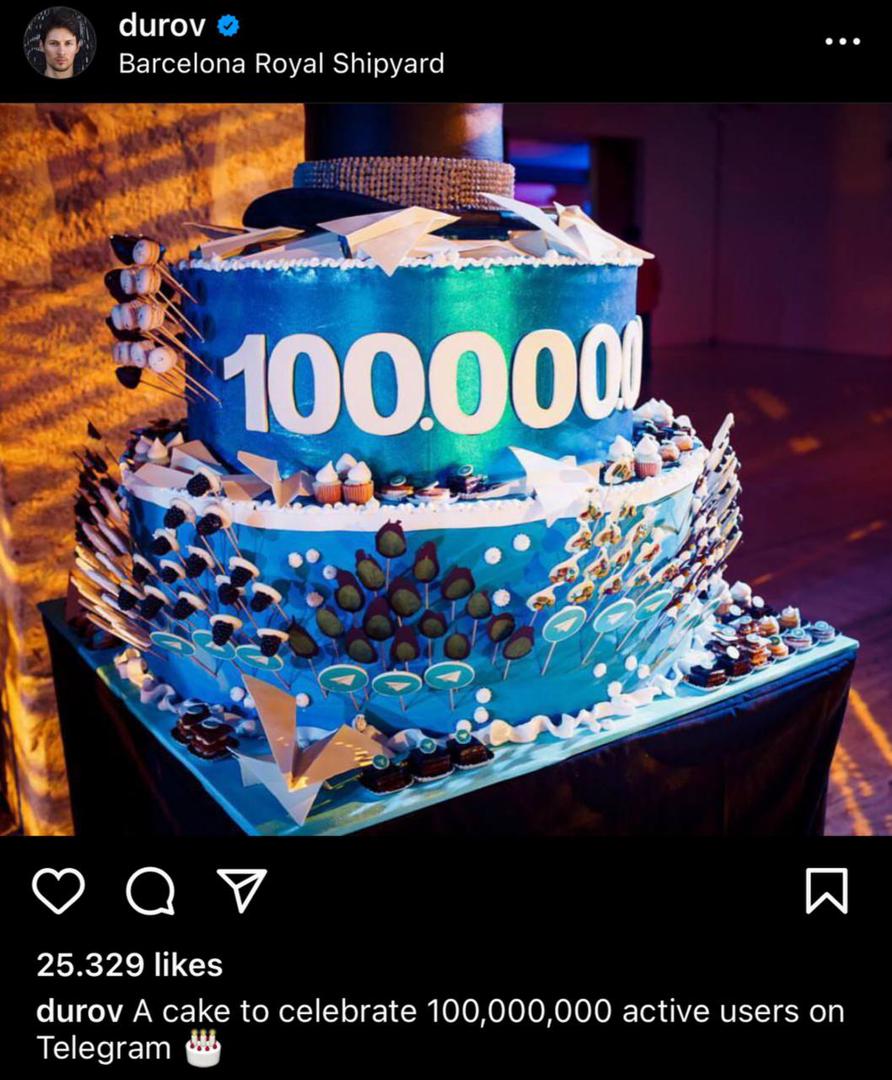 durov
Barcelona Royal Shipyard
100.000.0
25.329 likes
durov A cake to celebrate 100,000,000 active users on
Telegram 🎂